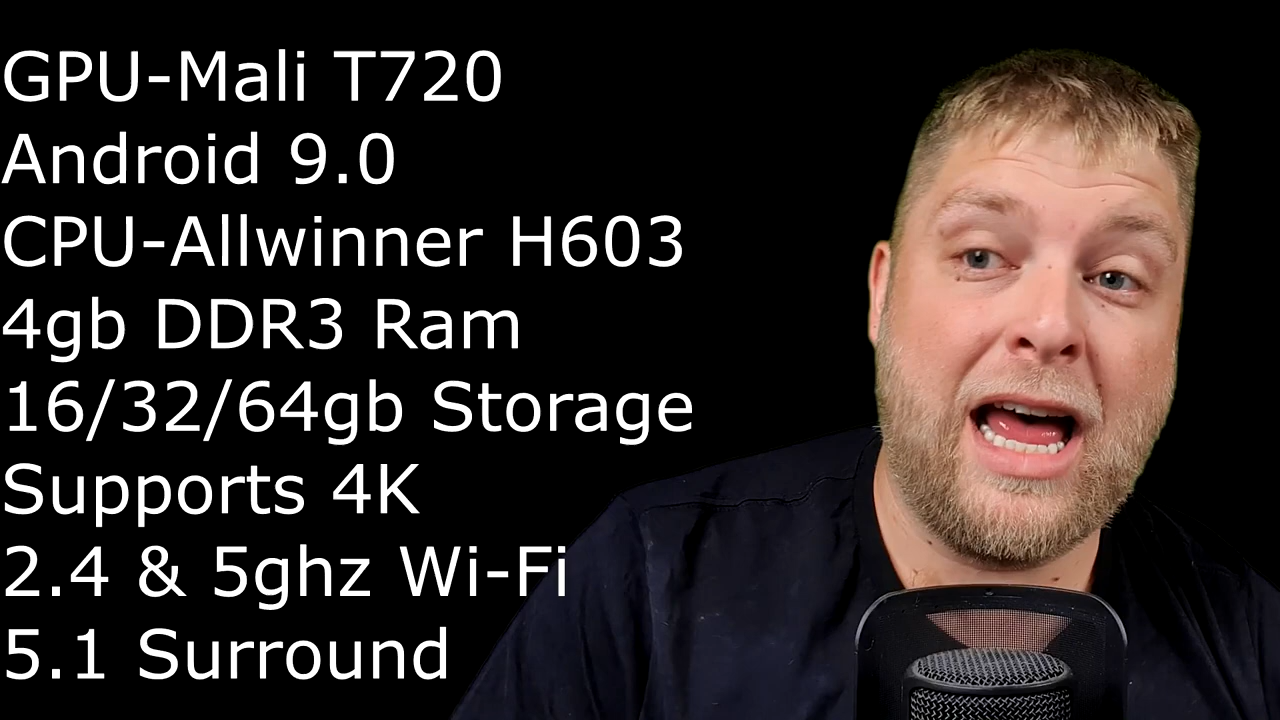 GPU-Mali T720
Android 9.0
CPU-Allwinner H603
4gb DDR3 Ram
16/32/64gb Storage
Supports 4K
2.4 & 5ghz Wi-Fi
5.1 Surround